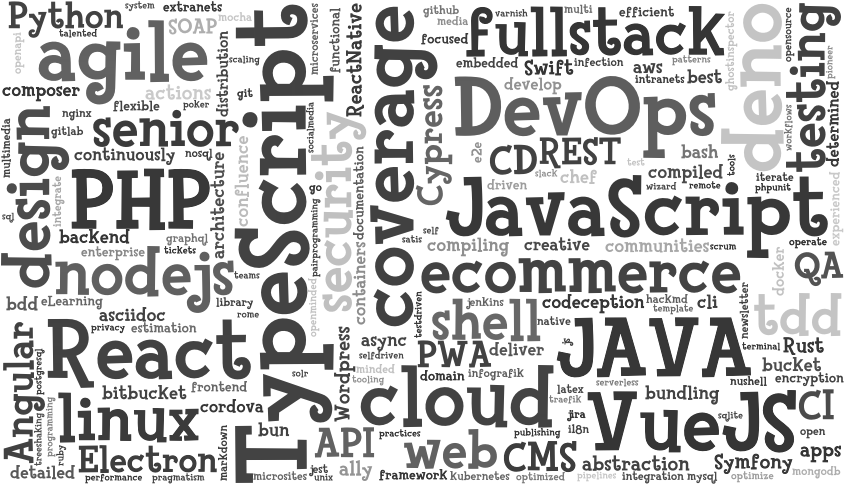 Python
system
extranets
mocha
talented
SOAP
openapi
agile
scaling
distribution
microservices
functional
ReactNative
composer
actions
flexible
poker
git
nginx
multimedia
gitlab
senior
socialmedia
design
continuously
nosql
integrate
architecture
confluence
TypeScript
security
PHP
go
pairprogramming
documentation
containers
sql
backend
graphql
enterprise
tickets
nodejs
teams
openminded
bdd
eLearning
library
rome
asciidoc
privacy
estimation
Angular
React
postgresql
solr
Wordpress
bitbucket
frontend
treeshaking
programming
linux
cordova
bun
ruby
Electron
markdown
detailed
performance
pragmatism
microsites
jest
unix
API
ally
coverage
github
media
varnish
multi
efficient
focused
fullstack
patterns
ghostinspector
opensource
deno
testing
pioneer
embedded
Swift
infection
aws
intranets
best
develop
determined
DevOps
workflows
Cypress
e2e
CD
REST
bash
test
tools
slack
chef
driven
compiled
wizard
remote
iterate
phpunit
JavaScript
experienced
self
satis
compiling
creative
communities
scrum
operate
ecommerce
docker
QA
testdriven
jenkins
codeception
hackmd
template
cli
newsletter
tdd
shell
native
async
selfdriven
PWA
deliver
JAVA
terminal
Rust
jwt
minded
tooling
domain
infografik
serverless
nushell
bucket
encryption
cloud
latex
traefik
bundling
jira
i18n
VueJS
sqlite
CI
open
practices
publishing
web
CMS
abstraction
Symfony
apps
framework
Kubernetes
optimized
pipelines
integration
mysql
optimize
mongodb